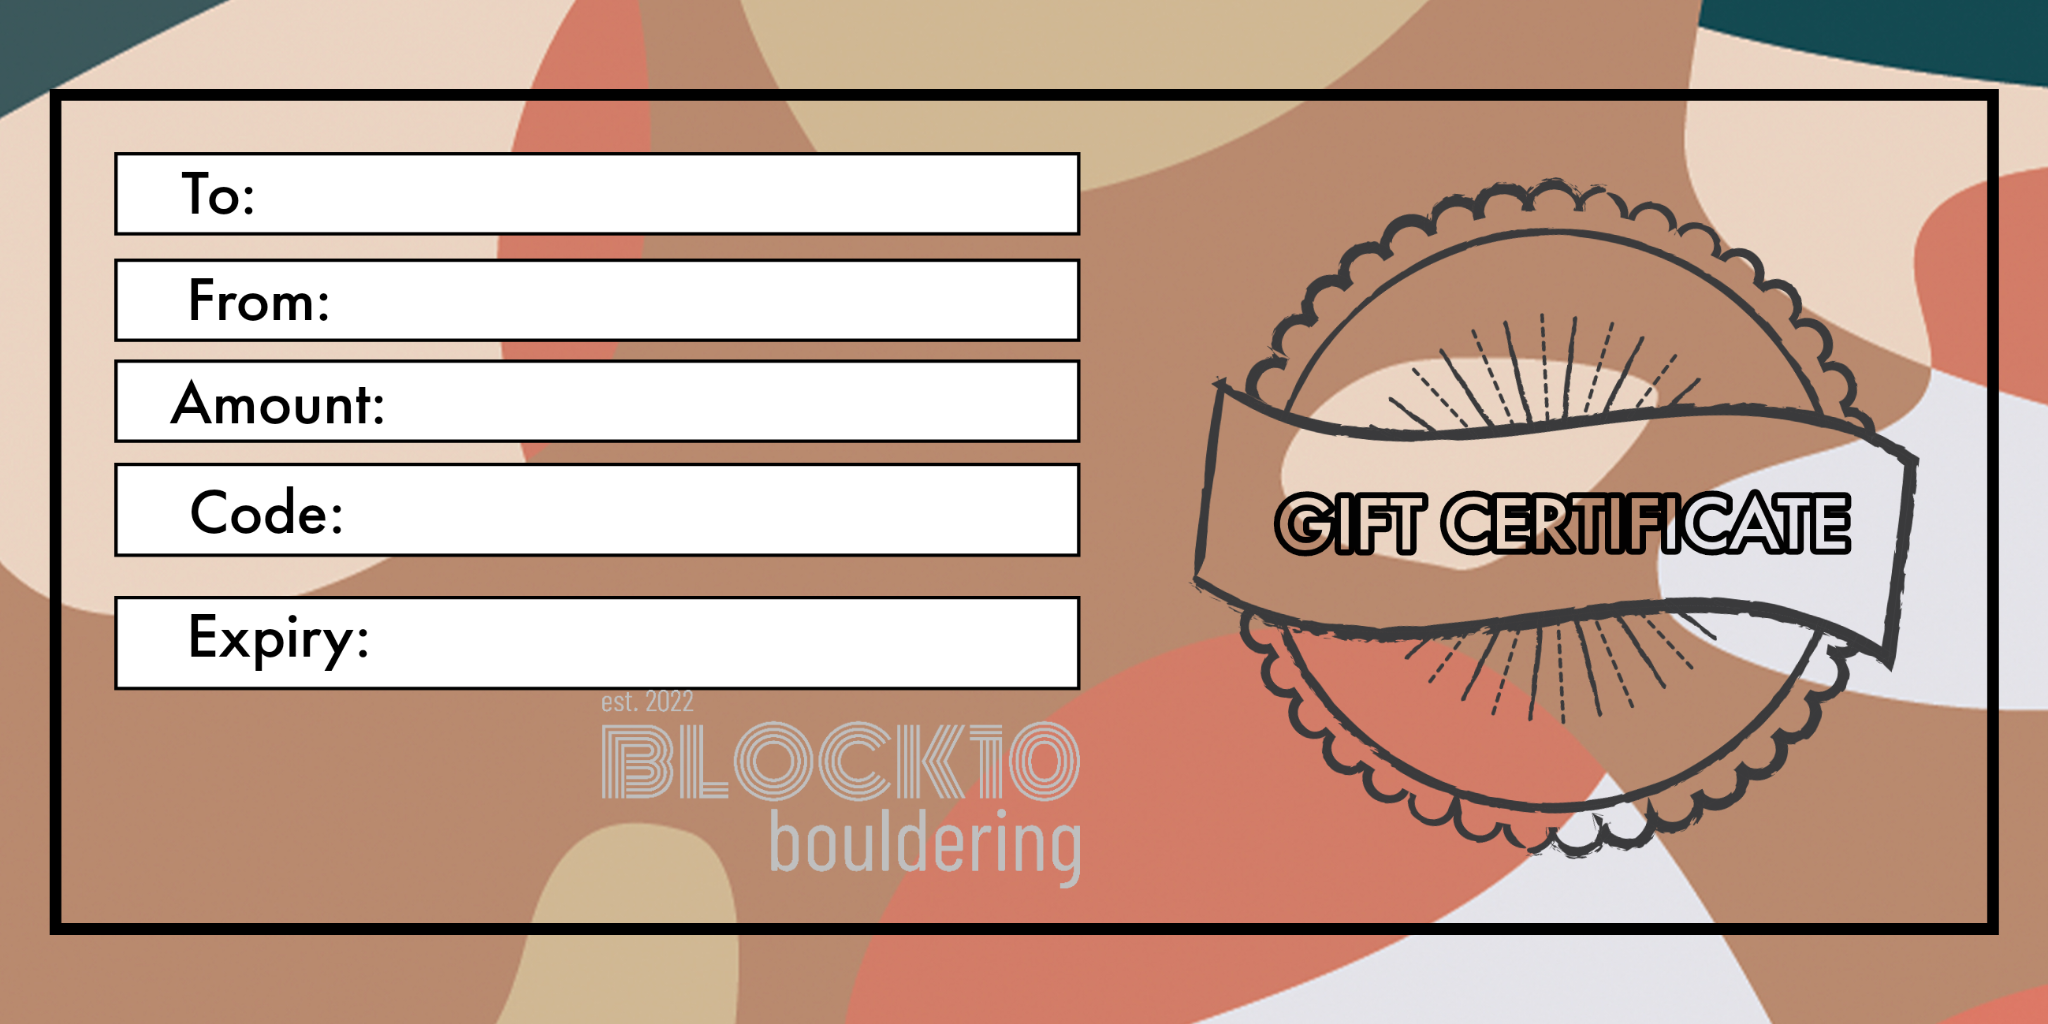 To:
From:
Amount:
Code:
Expiry:
est. 2022
BLOCK10
bouldering
GIFT CERTIFICATE